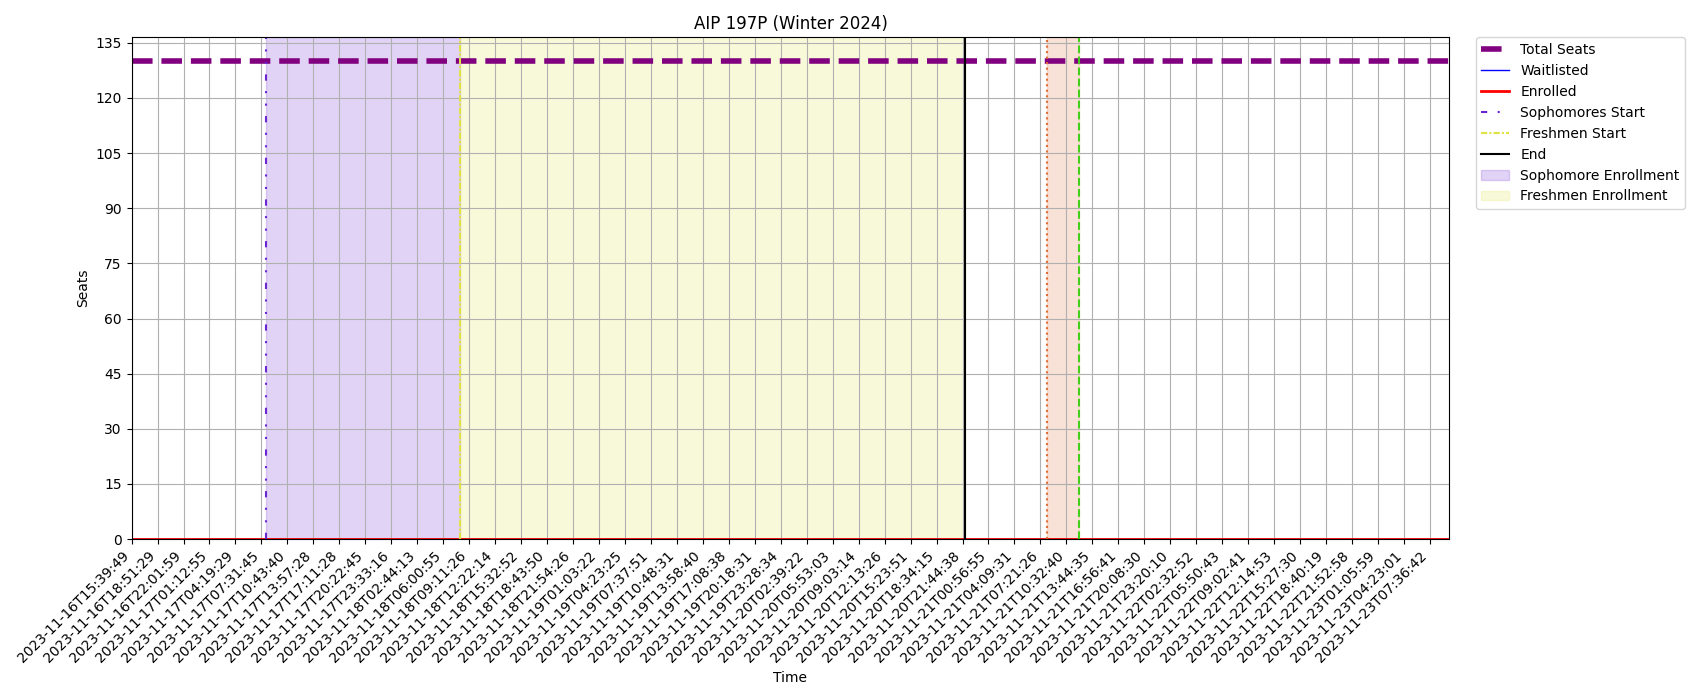 AIP 197P (Winter 2024)
135
120
105
90
75
60
45
30
15
0
Seats
Total Seats
Waitlisted
Enrolled
Sophomores Start
Freshmen Start
End
Sophomore Enrollment
Freshmen Enrollment
2023-11-16T15:39:49
2023-11-16T18:51:29
2023-11-16T22:01:59
2023-11-17T01:12:55
2023-11-17T04:19:29
2023-11-17T07:31:45
2023-11-17T10:43:40
2023-11-17T13:57:28
2023-11-17T17:11:28
2023-11-17T20:22:45
2023-11-17T23:33:16
2023-11-18T02:44:13
2023-11-18T06:00:55
2023-11-18T09:11:26
2023-11-18T12:22:14
2023-11-18T15:32:52
2023-11-18T18:43:50
2023-11-18T21:54:26
2023-11-19T01:03:22
2023-11-19T04:23:25
2023-11-19T07:37:51
2023-11-19T10:48:31
2023-11-19T13:58:40
2023-11-19T17:08:38
2023-11-19T20:18:31
2023-11-19T23:28:34
2023-11-20T02:39:22
2023-11-20T05:53:03
2023-11-20T09:03:14
2023-11-20T12:13:26
2023-11-20T15:23:51
2023-11-20T18:34:15
2023-11-20T21:44:38
2023-11-21T00:56:55
2023-11-21T04:09:31
2023-11-21T07:21:26
2023-11-21T10:32:40
2023-11-21T13:44:35
2023-11-21T16:56:41
2023-11-21T20:08:30
2023-11-21T23:20:10
2023-11-22T02:32:52
2023-11-22T05:50:43
2023-11-22T09:02:41
2023-11-22T12:14:53
2023-11-22T15:27:30
2023-11-22T18:40:19
2023-11-22T21:52:58
2023-11-23T01:05:59
2023-11-23T04:23:01
2023-11-23T07:36:42
Time